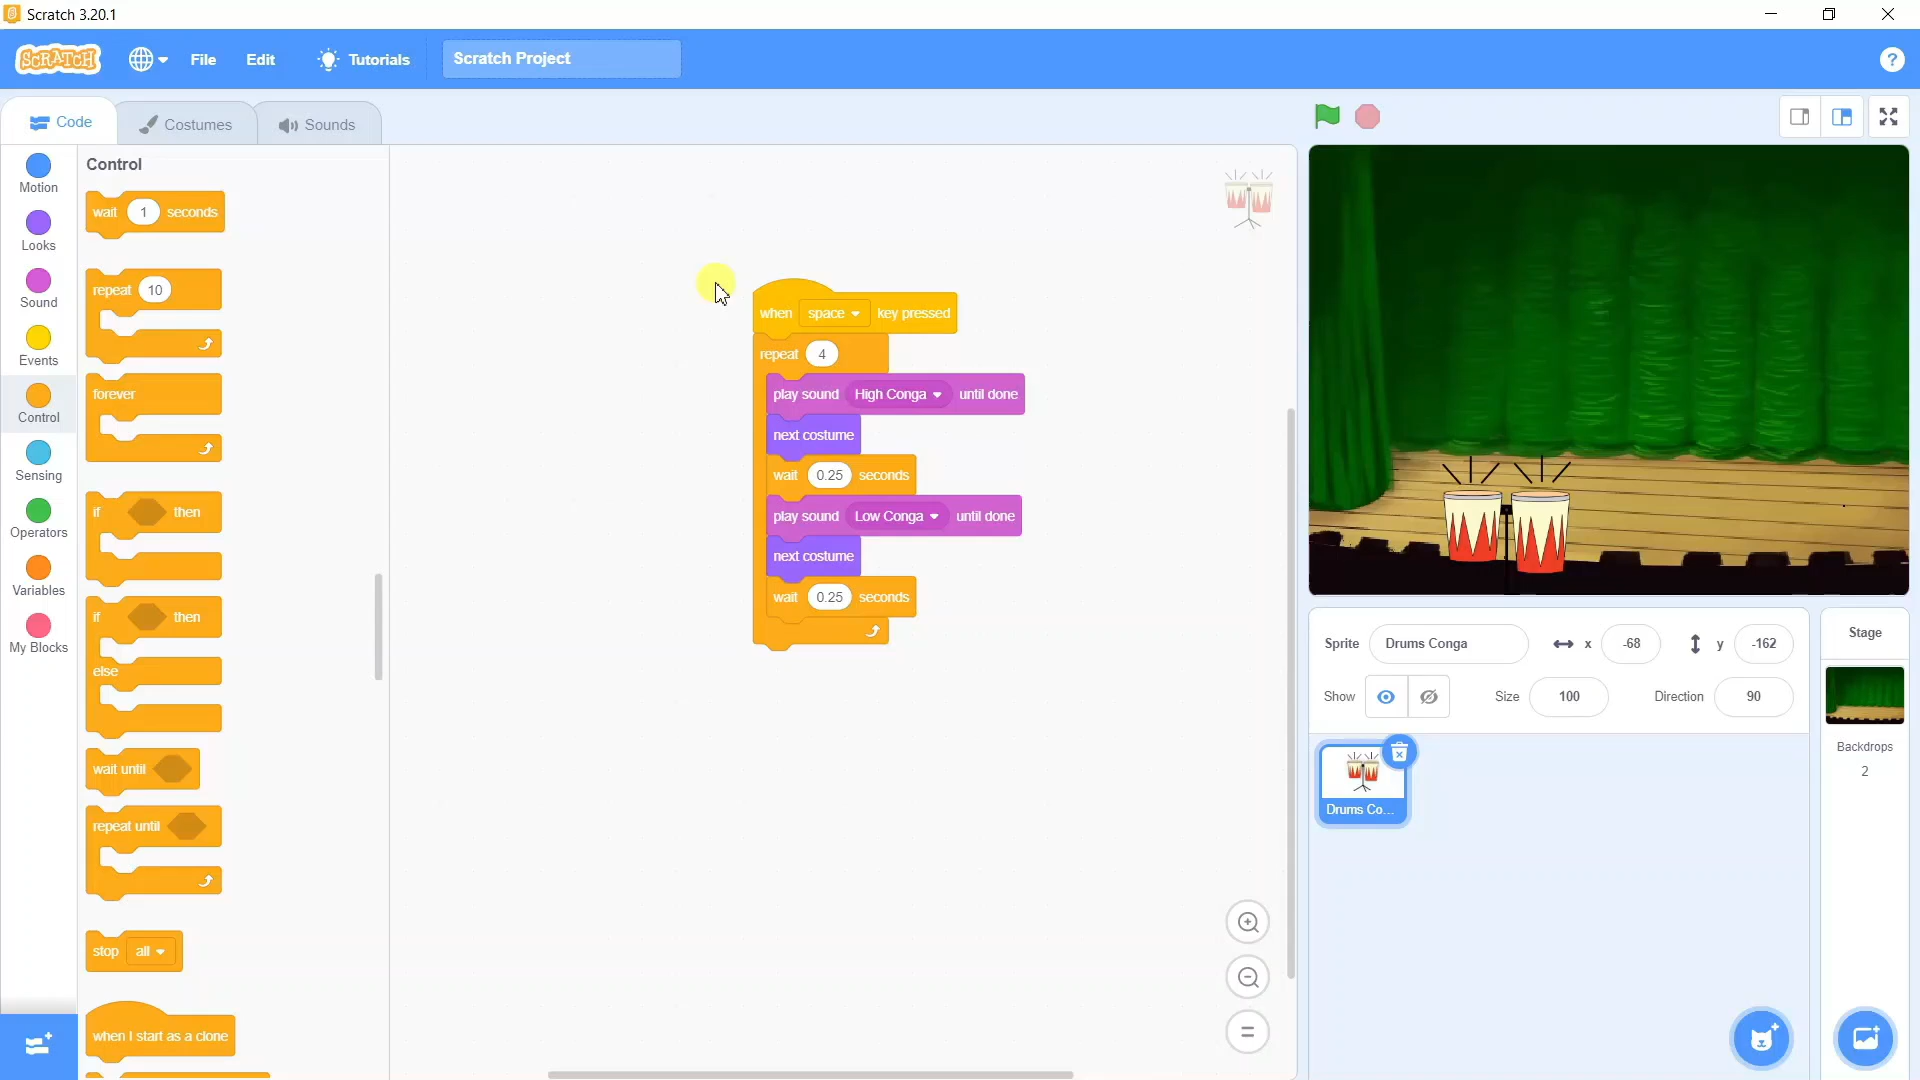 Scratch 3.20.1
SCRATCH File Edit Tutorials Scratch Project ?
Code Costumes Sounds
Motion
Looks
Sound
Events
Control
Sensing
Operators
Variables
My Blocks
Control
wait 1 seconds
repeat 10
forever
if then
if then
else
wait until
repeat until
stop all
when I start as a clone
when space key pressed
repeat 4
play sound High Conga until done
next costume
wait 0.25 seconds
play sound Low Conga until done
next costume
wait 0.25 seconds
Sprite Drums Conga x -68 y -162
Show Size 100 Direction 90
Drums Co...
Stage
Backdrops
2